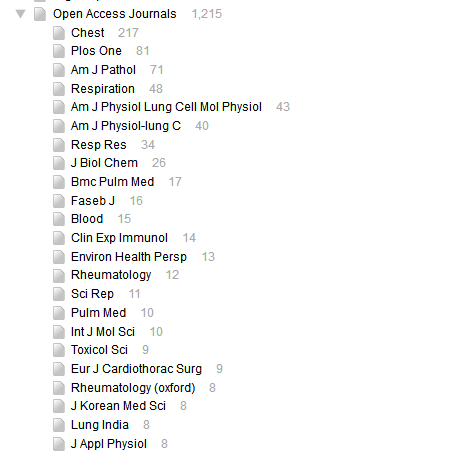 Open Access Journals 1,215
Chest 217
Plos One 81
Am J Pathol 71
Respiration 48
Am J Physiol Lung Cell Mol Physiol 43
Am J Physiol-lung C 40
Resp Res 34
J Biol Chem 26
Bmc Pulm Med 17
Faseb J 16
Blood 15
Clin Exp Immunol 14
Environ Health Persp 13
Rheumatology 12
Sci Rep 11
Pulm Med 10
Int J Mol Sci 10
Toxicol Sci 9
Eur J Cardiothorac Surg 9
Rheumatology (oxford) 8
J Korean Med Sci 8
Lung India 8
J Appl Physiol 8